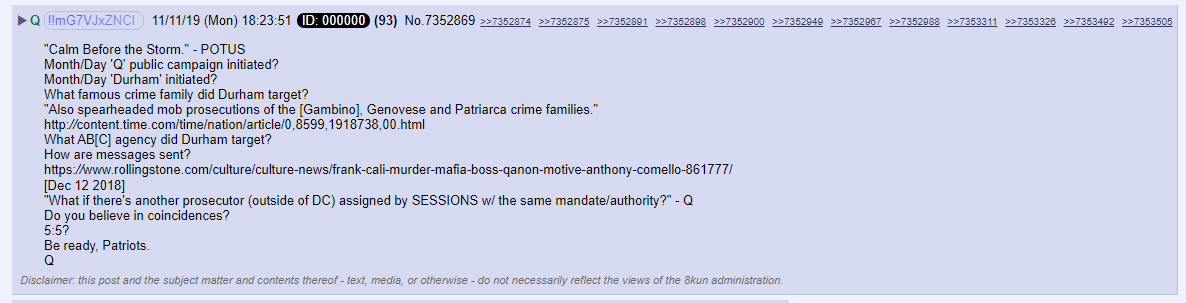 ▶ Q !!mG7VJxZNCI 11/11/19 (Mon) 18:23:51 ID: 000000 (93) No.7352869 >>7352874 >>7352875 >>7352891 >>7352898 >>7352900 >>7352949 >>7352967 >>7352988 >>7353311 >>7353326 >>7353492 >>7353505
"Calm Before the Storm." - POTUS
Month/Day 'Q' public campaign initiated?
Month/Day 'Durham' initiated?
What famous crime family did Durham target?
"Also spearheaded mob prosecutions of the [Gambino], Genovese and Patriarca crime families."
http://content.time.com/time/nation/article/0,8599,1918738,00.html
What AB[C] agency did Durham target?
How are messages sent?
https://www.rollingstone.com/culture/culture-news/frank-cali-murder-mafia-boss-qanon-motive-anthony-comello-861777/
[Dec 12 2018]
"What if there's another prosecutor (outside of DC) assigned by SESSIONS w/ the same mandate/authority?" - Q
Do you believe in coincidences?
5:5?
Be ready, Patriots.
Q
Disclaimer: this post and the subject matter and contents thereof - text, media, or otherwise - do not necessarily reflect the views of the 8kun administration.